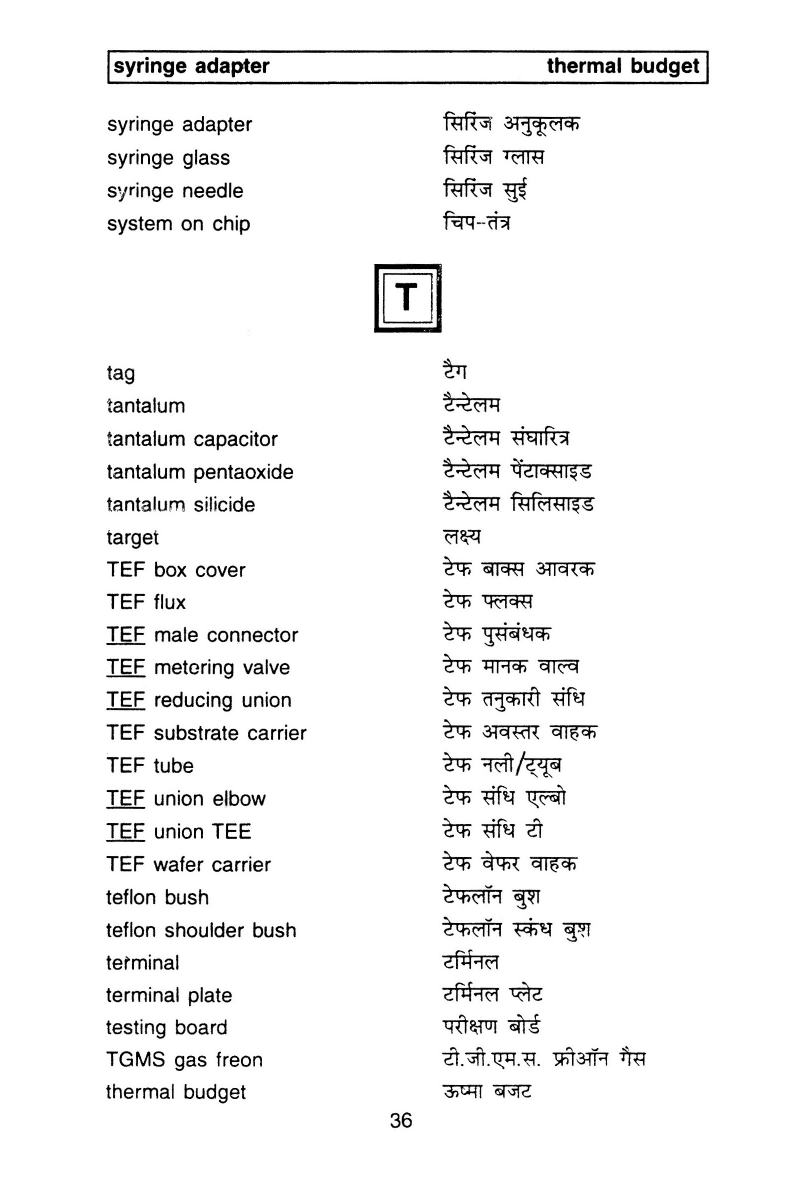 syringe adapter thermal budget
syringe adapter सिरिंज अनुकूलक
syringe glass सिरिंज ग्लास
syringe needle सिरिंज सुई
system on chip चिप--तंत्र
T
tag टैग
tantalum टैन्टेलम
tantalum capacitor टैन्टेलम संघारित्र
tantalum pentaoxide टैन्टेलम पेंटाक्साइड
tantalum silicide टैन्टेलम सिलिसाइड
target लक्ष्य
TEF box cover टेफ बाक्स आवरक
TEF flux टेफ फ्लक्स
TEF male connector टेफ पुसंबंधक
TEF metering valve टेफ मानक वाल्व
TEF reducing union टेफ तनुकारी संधि
TEF substrate carrier टेफ अवस्तर वाहक
TEF tube टेफ नली/ट्यूब
TEF union elbow टेफ संधि एल्बो
TEF union TEE टेफ संधि टी
TEF wafer carrier टेफ वेफर वाहक
teflon bush टेफलॉन बुश
teflon shoulder bush टेफलॉन स्कंध बुश
terminal टर्मिनल
terminal plate टर्मिनल प्लेट
testing board परीक्षण बोर्ड
TGMS gas freon टी.जी.एम.स. फ्रीऑन गैस
thermal budget ऊष्मा बजट
36